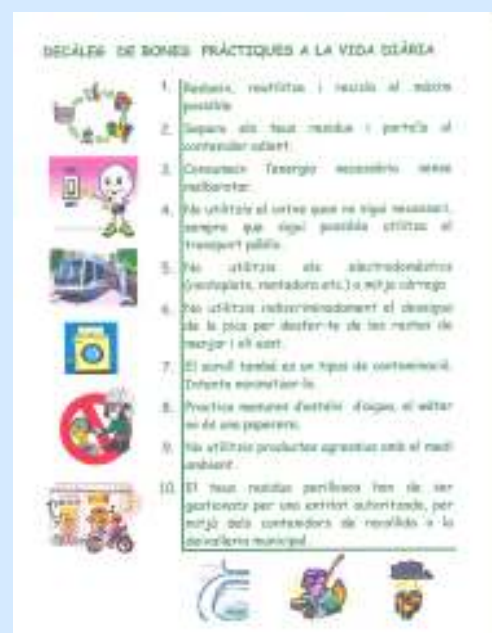 DECÀLEG DE BONES PRÀCTIQUES A LA VIDA DIÀRIA
1. Redueix, reutilitza i recicla al màxim
possible.
2. Separa els teus residus i porta'ls al
contenidor adient.
3. Consumeix l'energia necessària sense
malbaratar.
4. No utilitzis el cotxe quan no sigui necessari,
sempre que sigui possible utilitza el
transport públic.
5. No utilitzis els electrodomèstics
(rentaplats, rentadora etc.) a mitja càrrega.
6. No utilitzis indiscriminadament el desaigua
de la pica per desfer-te de les restes de
menjar i oli usat.
7. El soroll també es un tipus de contaminació.
Intenta minimitzar-lo.
8. Practica mesures d'estalvi d'aigua, el wàter
no és una paperera.
9. No utilitzis productes agressius amb el medi
ambient.
10. El teus residus perillosos han de ser
gestionats per una entitat autoritzada, per
mitjà dels contenidors de recollida o la
deixalleria municipal.